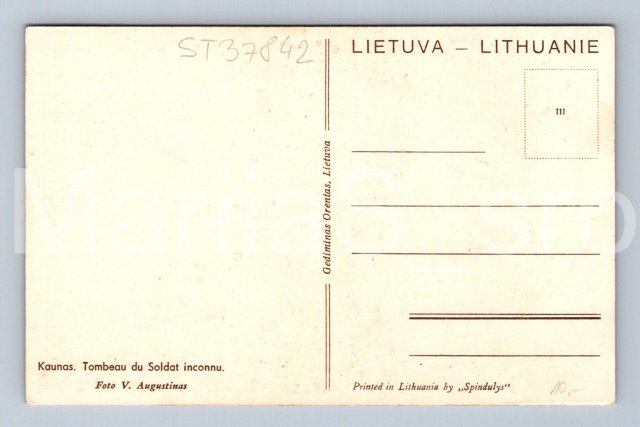 ST37842
LIETUVA – LITHUANIE
111
Gediminas Orentas, Lietuva
Kaunas. Tombeau du Soldat inconnu.
Foto V. Augustinas
Printed in Lithuania by „Spindulys“
10,-